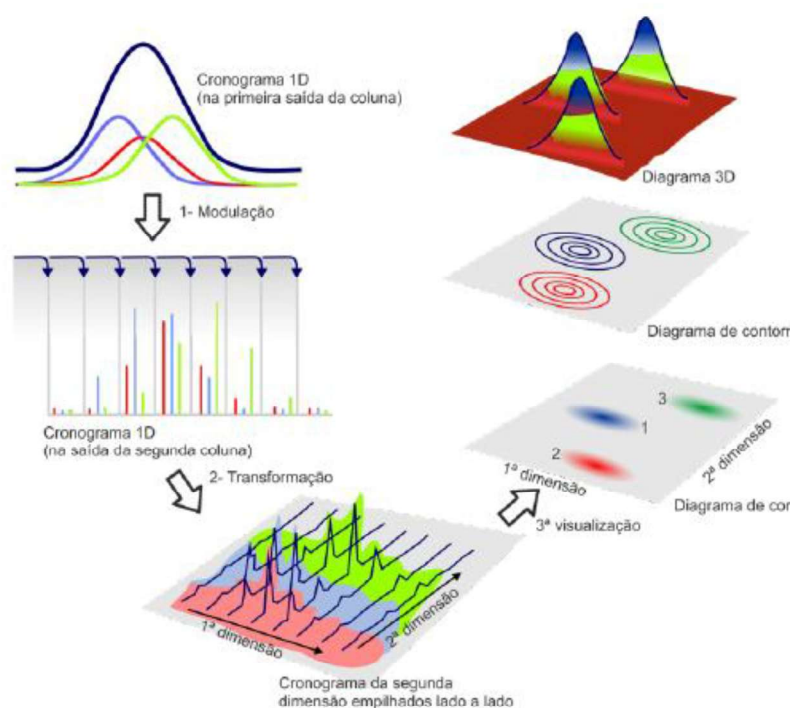 Cronograma 1D
(na primeira saída da coluna)
1- Modulação
Cronograma 1D
(na saída da segunda coluna)
2- Transformação
1ª dimensão
2ª dimensão
Cronograma da segunda
dimensão empilhados lado a lado
3ª visualização
Diagrama 3D
Diagrama de contorn
3
1
2
1ª dimensão
2ª dimensão
Diagrama de cor